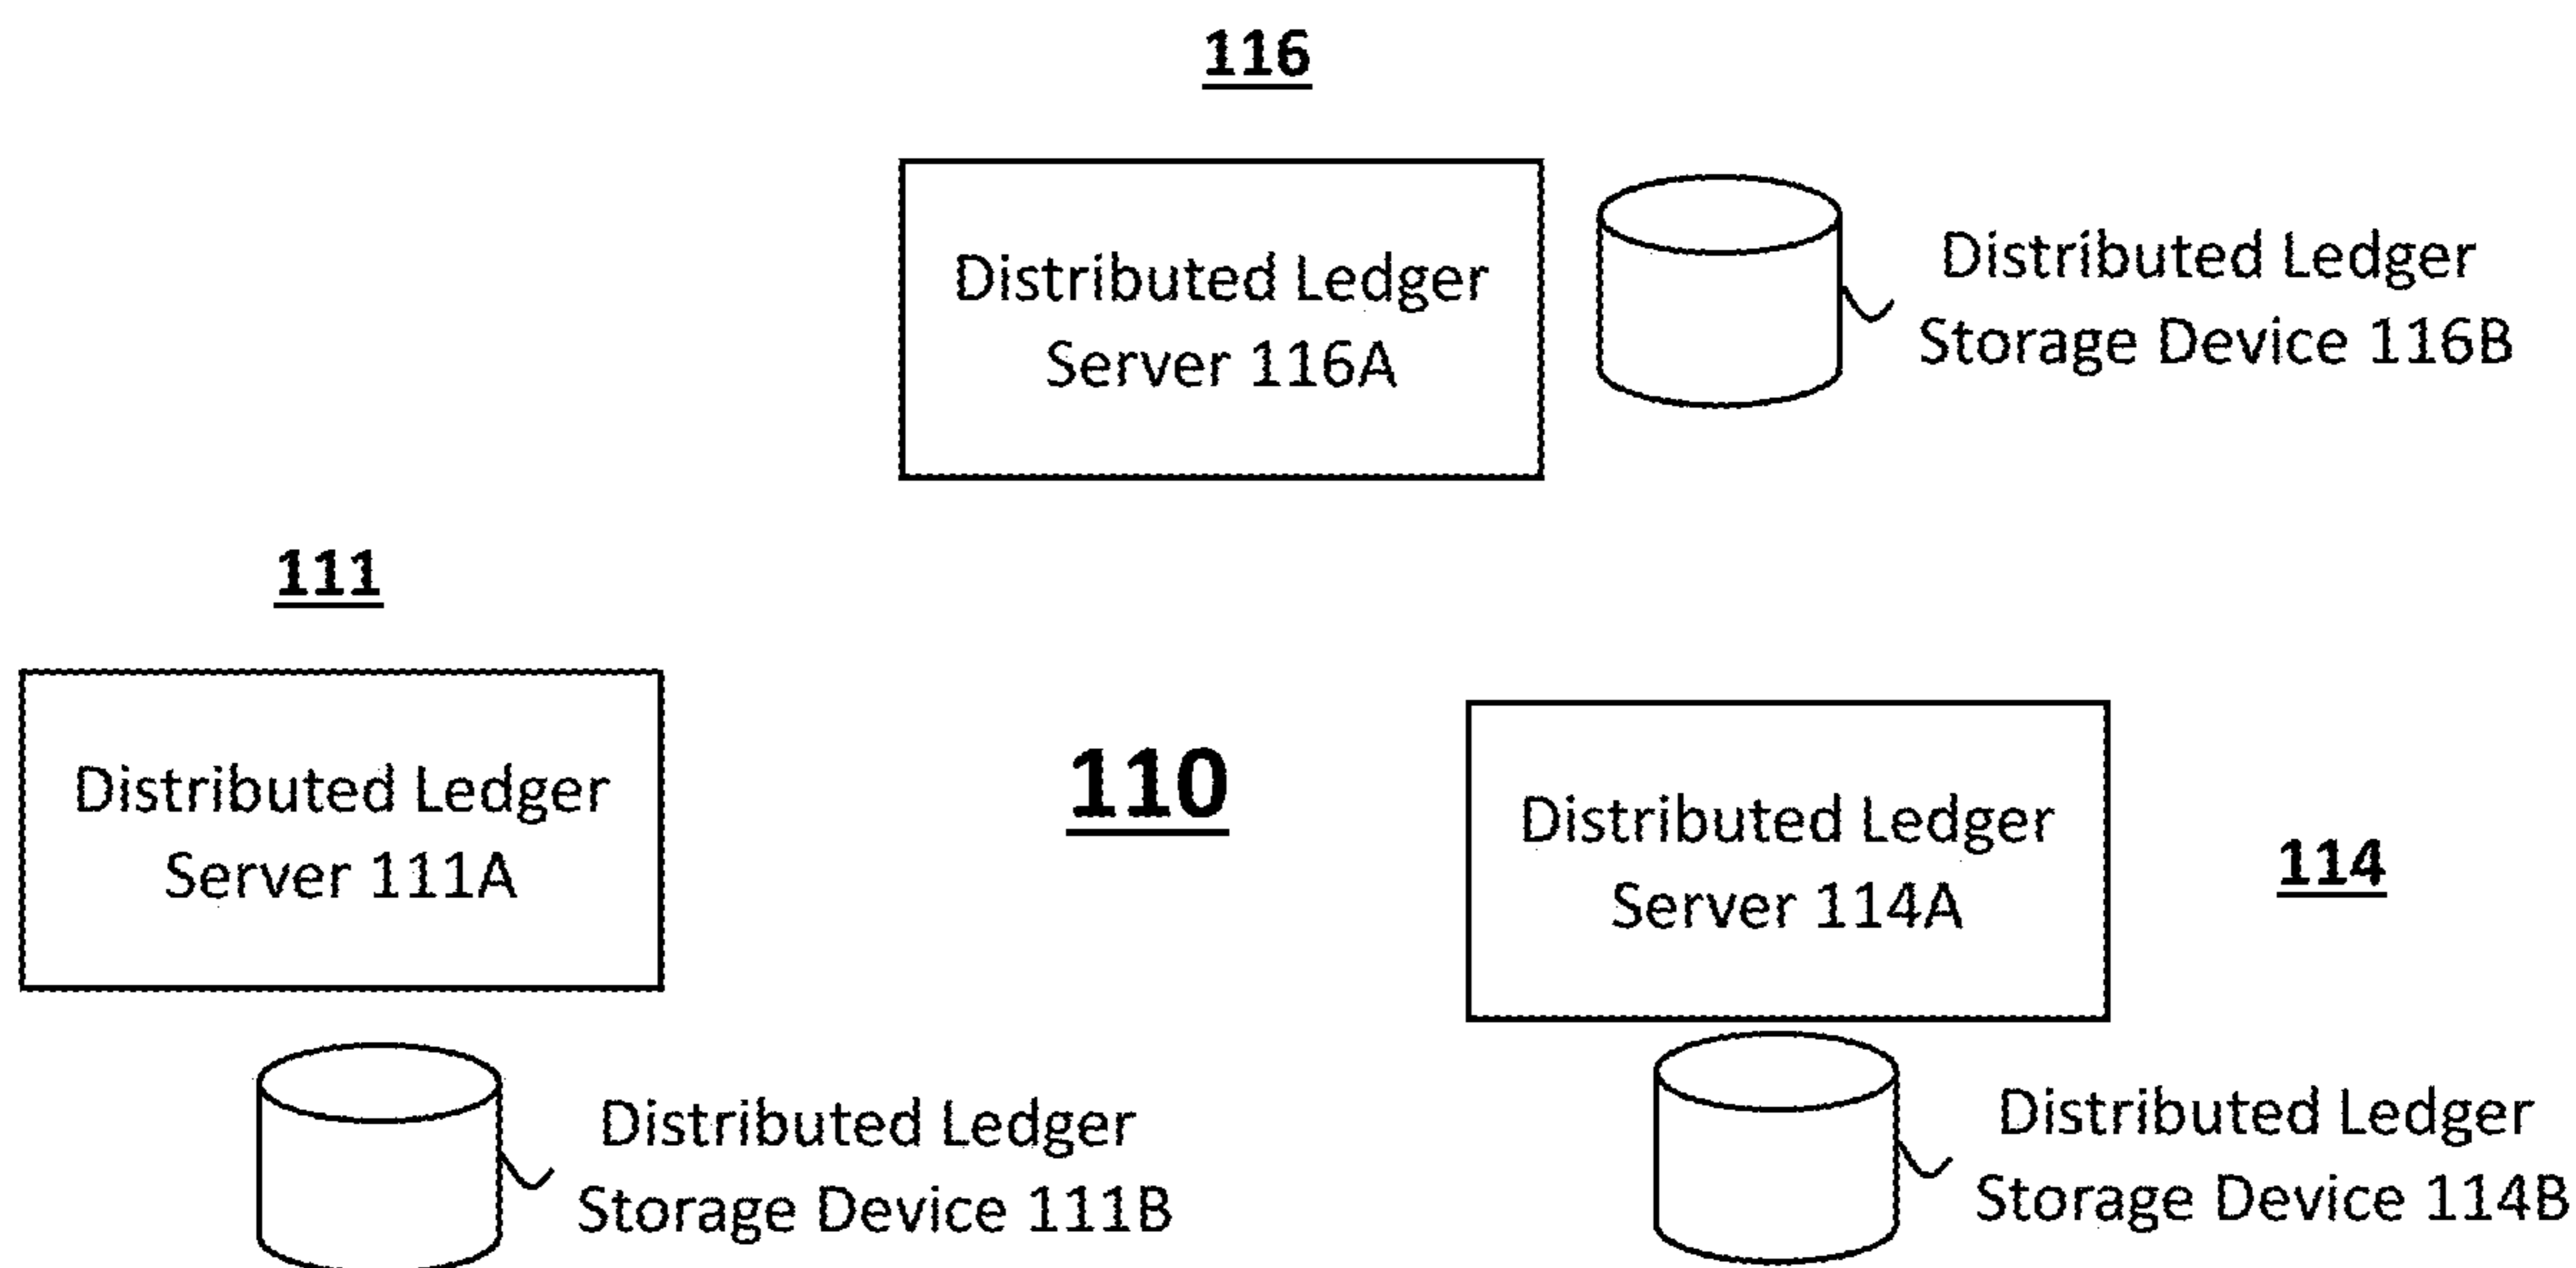 116
Distributed Ledger
Server 116A
Distributed Ledger
Storage Device 116B
111
Distributed Ledger
Server 111A
110
Distributed Ledger
Server 114A
114
Distributed Ledger
Storage Device 111B
Distributed Ledger
Storage Device 114B